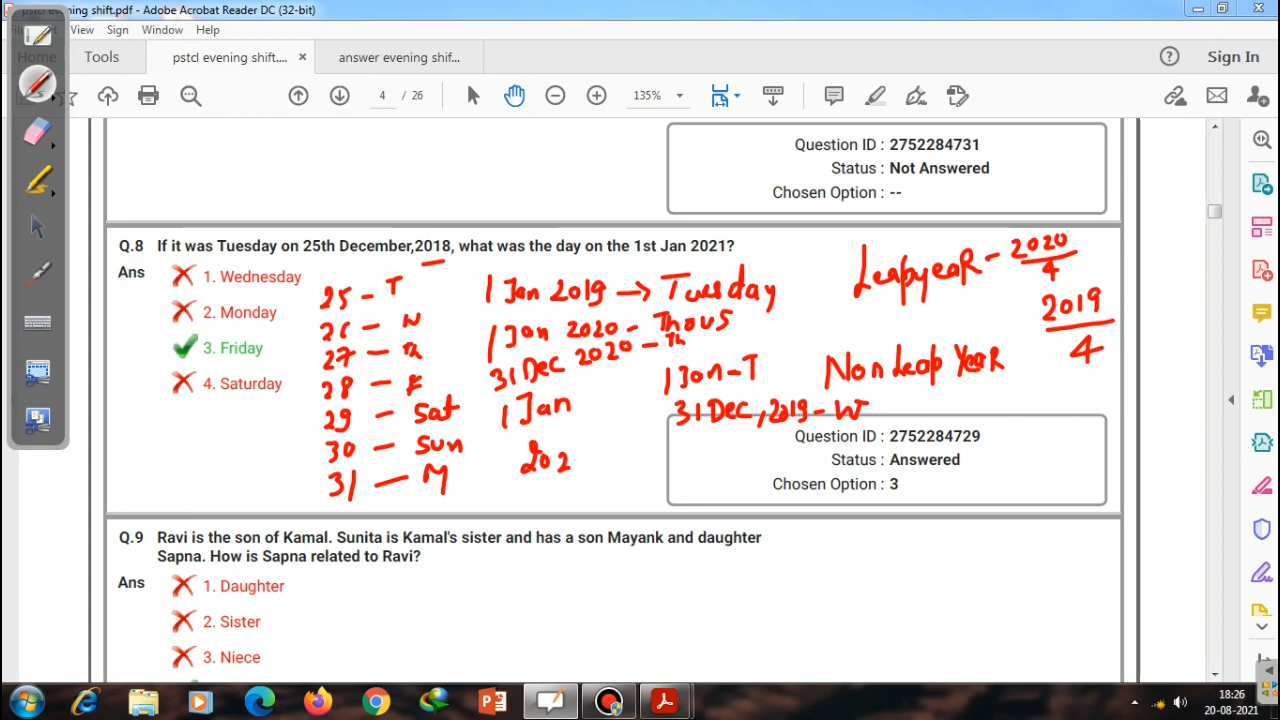 pstd evening shift.pdf - Adobe Acrobat Reader DC (32-bit)
View Sign Window Help
Home Tools pstcl evening shift.... × answer evening shif... Sign In
4 / 26 135%
Question ID : 2752284731
Status : Not Answered
Chosen Option : --
Q.8 If it was Tuesday on 25th December,2018, what was the day on the 1st Jan 2021?
Ans 1. Wednesday
2. Monday
3. Friday
4. Saturday
25 - T
26 - W
27 - Th
28 - F
29 - Sat
30 - Sun
31 - M
1 Jan 2019 → Tuesday
1 Jan 2020 - Thours
31 Dec 2020 - Th
1 Jan
202
Leapyear - 2020
4
2019
4
1 Jan - T Non Leap Year
31 Dec, 2019 - W
Question ID : 2752284729
Status : Answered
Chosen Option : 3
Q.9 Ravi is the son of Kamal. Sunita is Kamal's sister and has a son Mayank and daughter
Sapna. How is Sapna related to Ravi?
Ans 1. Daughter
2. Sister
3. Niece
18:26
20-08-2021